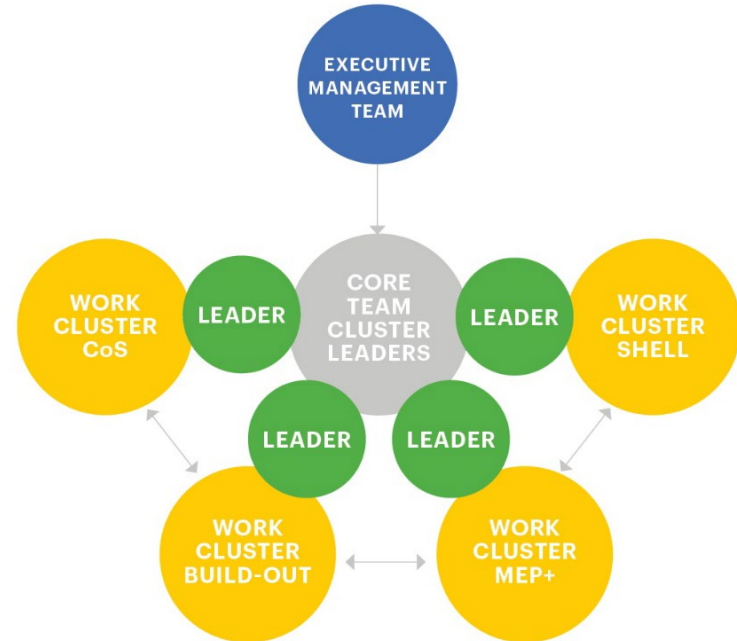 EXECUTIVE
MANAGEMENT
TEAM
CORE
TEAM
CLUSTER
LEADERS
WORK
CLUSTER
CoS
LEADER
LEADER
WORK
CLUSTER
SHELL
LEADER
LEADER
WORK
CLUSTER
BUILD-OUT
WORK
CLUSTER
MEP+